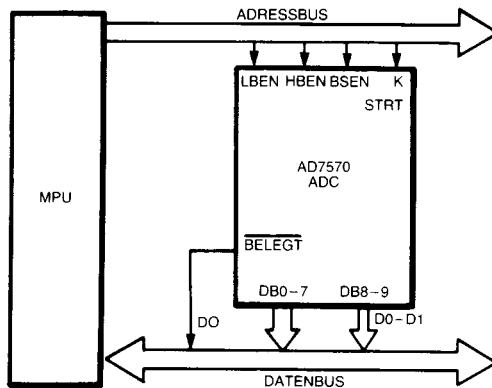 ADRESSBUS
LBEN HBEN BSEN K
STRT
MPU
AD7570
ADC
BELEGT
DB0-7 DB8-9
DO
D0-D1
DATENBUS